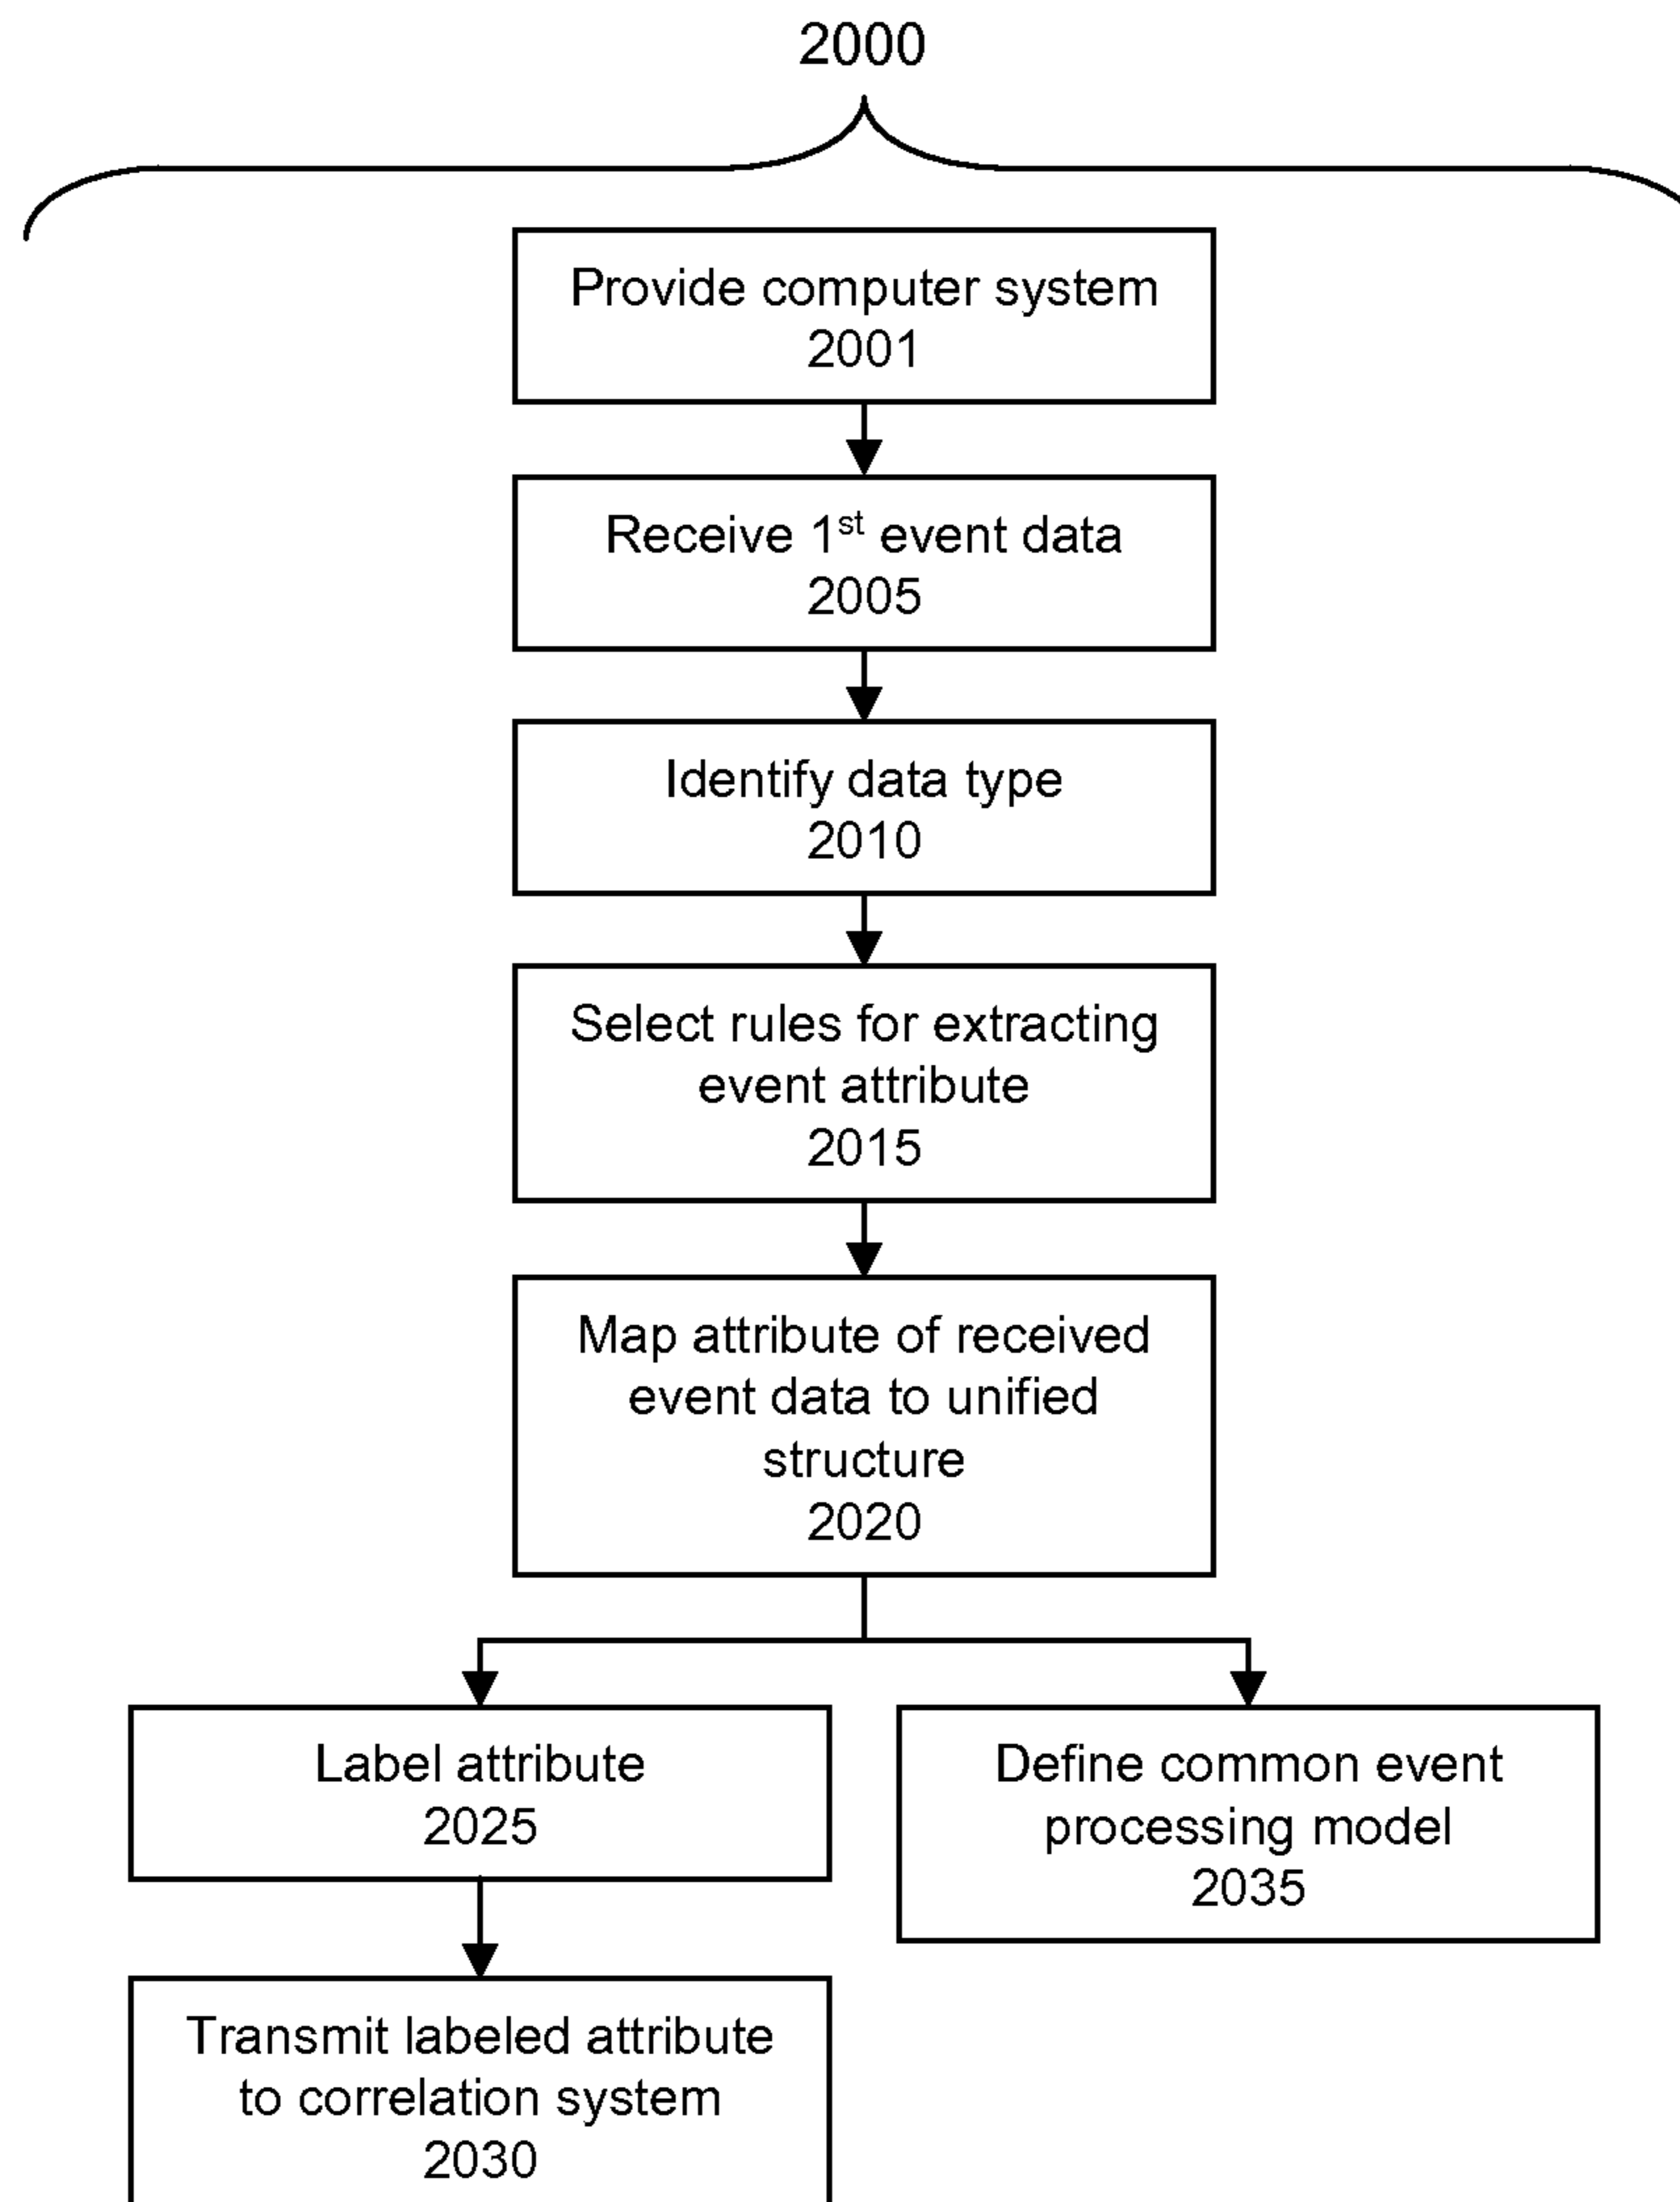 2000
Provide computer system
2001
Receive 1st event data
2005
Identify data type
2010
Select rules for extracting
event attribute
2015
Map attribute of received
event data to unified
structure
2020
Label attribute
2025
Define common event
processing model
2035
Transmit labeled attribute
to correlation system
2030